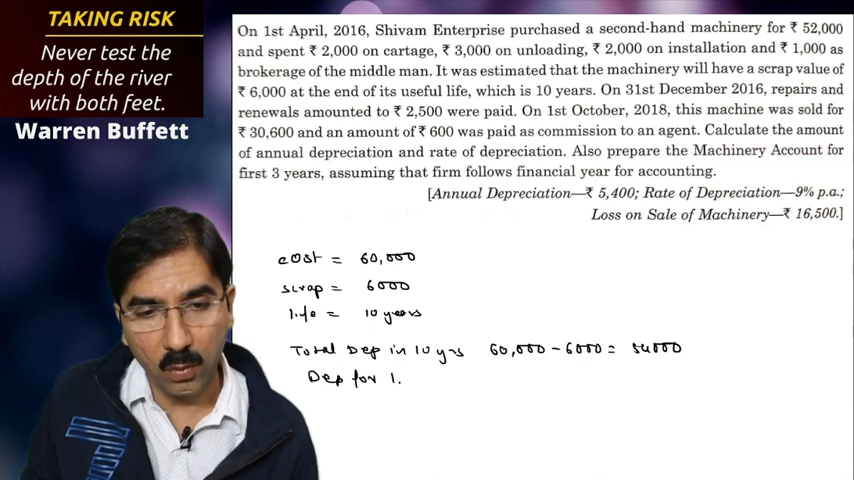 TAKING RISK
Never test the
depth of the river
with both feet.
Warren Buffett
On 1st April, 2016, Shivam Enterprise purchased a second-hand machinery for ₹ 52,000
and spent ₹ 2,000 on cartage, ₹ 3,000 on unloading, ₹ 2,000 on installation and ₹ 1,000 as
brokerage of the middle man. It was estimated that the machinery will have a scrap value of
₹ 6,000 at the end of its useful life, which is 10 years. On 31st December 2016, repairs and
renewals amounted to ₹ 2,500 were paid. On 1st October, 2018, this machine was sold for
₹ 30,600 and an amount of ₹ 600 was paid as commission to an agent. Calculate the amount
of annual depreciation and rate of depreciation. Also prepare the Machinery Account for
first 3 years, assuming that firm follows financial year for accounting.
[Annual Depreciation—₹ 5,400; Rate of Depreciation—9% p.a.;
Loss on Sale of Machinery—₹ 16,500.]
cost = 60,000
scrap = 6000
life = 10 years
Total Dep in 10 yrs 60,000 - 6000 = 54000
Dep for 1.